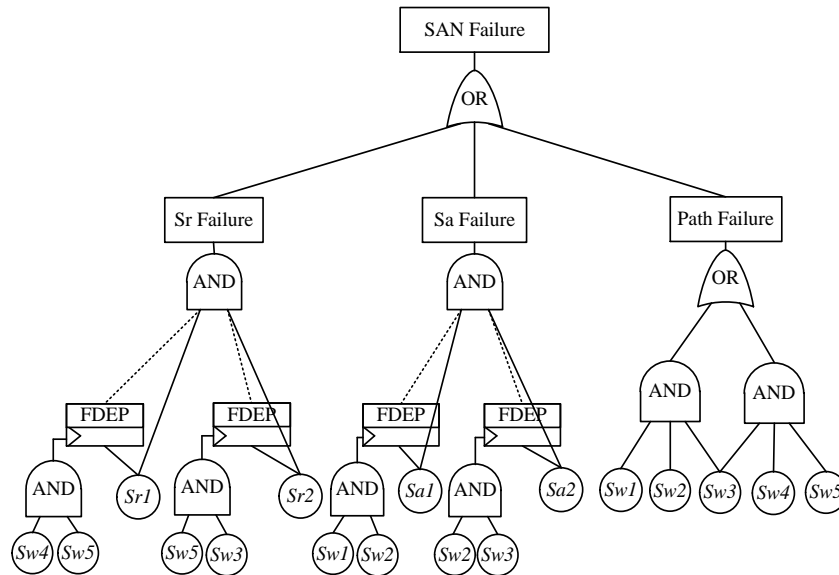 SAN Failure
OR
Sr Failure
Sa Failure
Path Failure
AND
AND
OR
AND
AND
FDEP
FDEP
FDEP
FDEP
AND
Sr1
AND
Sr2
AND
Sa1
AND
Sa2
Sw1
Sw2
Sw3
Sw4
Sw5
Sw4
Sw5
Sw5
Sw3
Sw1
Sw2
Sw2
Sw3